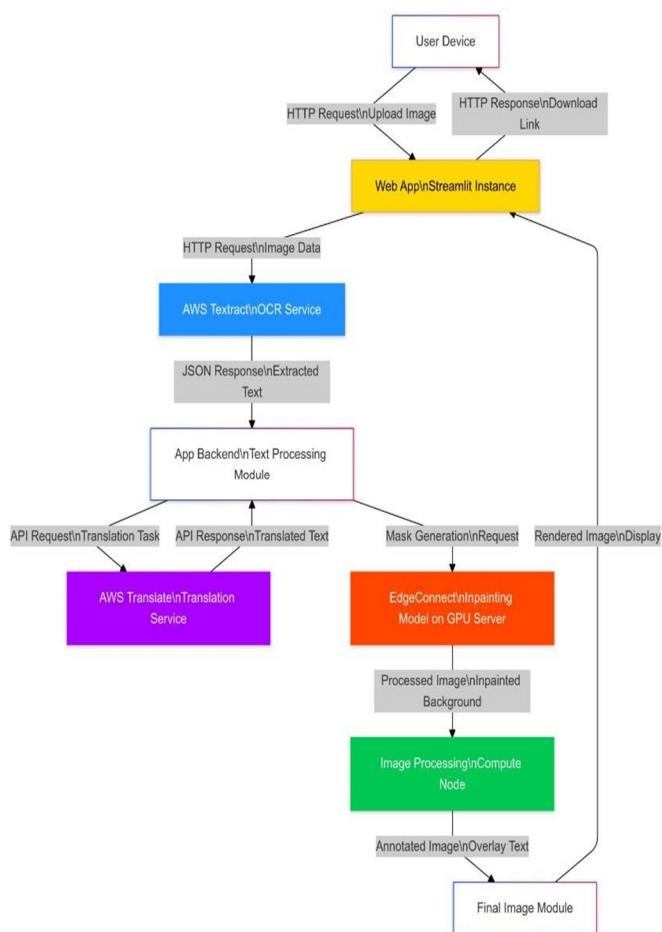 User Device
HTTP Request\nUpload Image
HTTP Response\nDownload
Link
Web App\nStreamlit Instance
HTTP Request\nImage Data
AWS Textract\nOCR Service
JSON Response\nExtracted
Text
App Backend\nText Processing
Module
API Request\nTranslation Task
API Response\nTranslated Text
Mask Generation\nRequest
Rendered Image\nDisplay
AWS Translate\nTranslation
Service
EdgeConnect\nInpainting
Model on GPU Server
Processed Image\nInpainted
Background
Image Processing\nCompute
Node
Annotated Image\nOverlay Text
Final Image Module